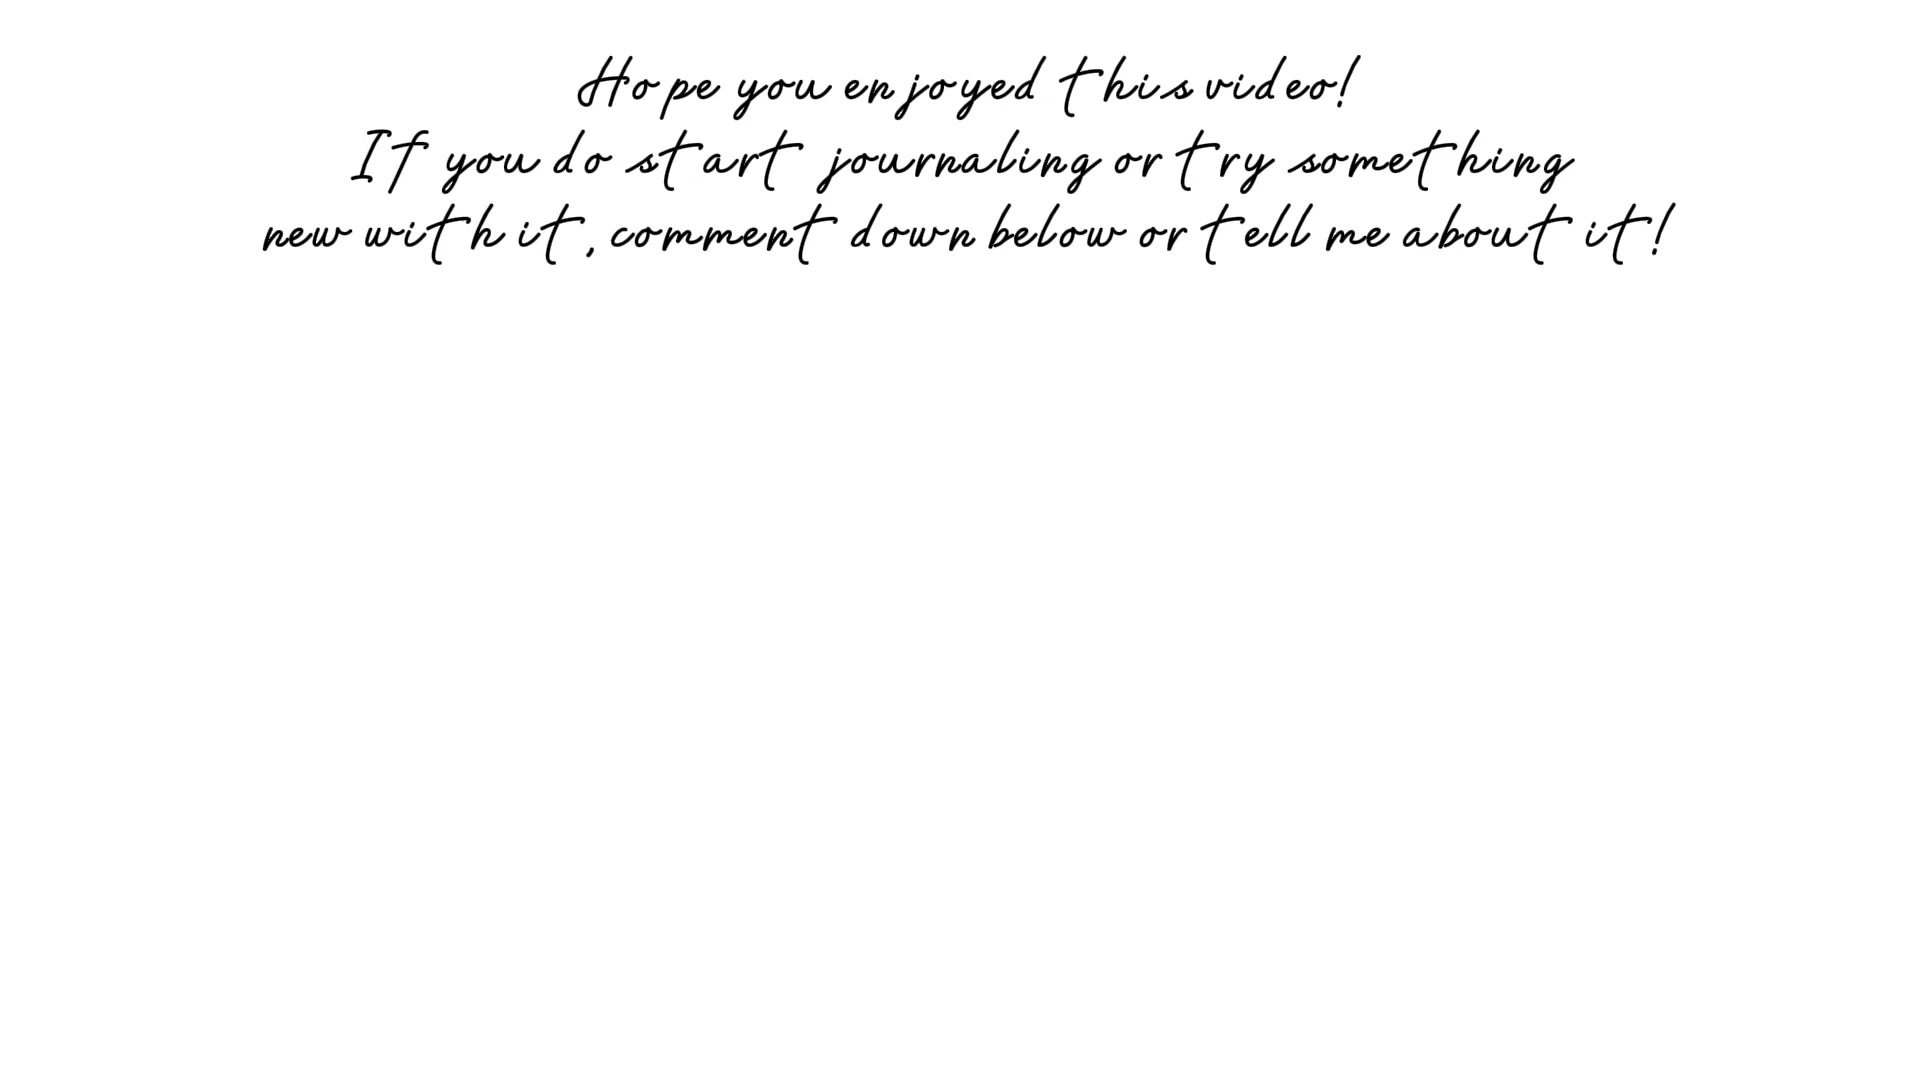 Hope you enjoyed this video!
If you do start journaling or try something
new with it, comment down below or tell me about it!